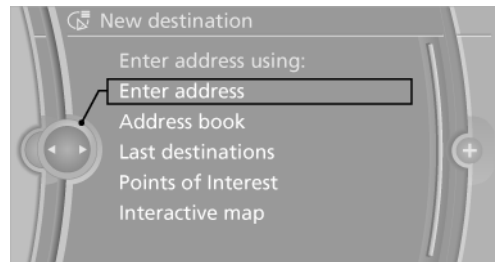 New destination
Enter address using:
Enter address
Address book
Last destinations
Points of Interest
Interactive map